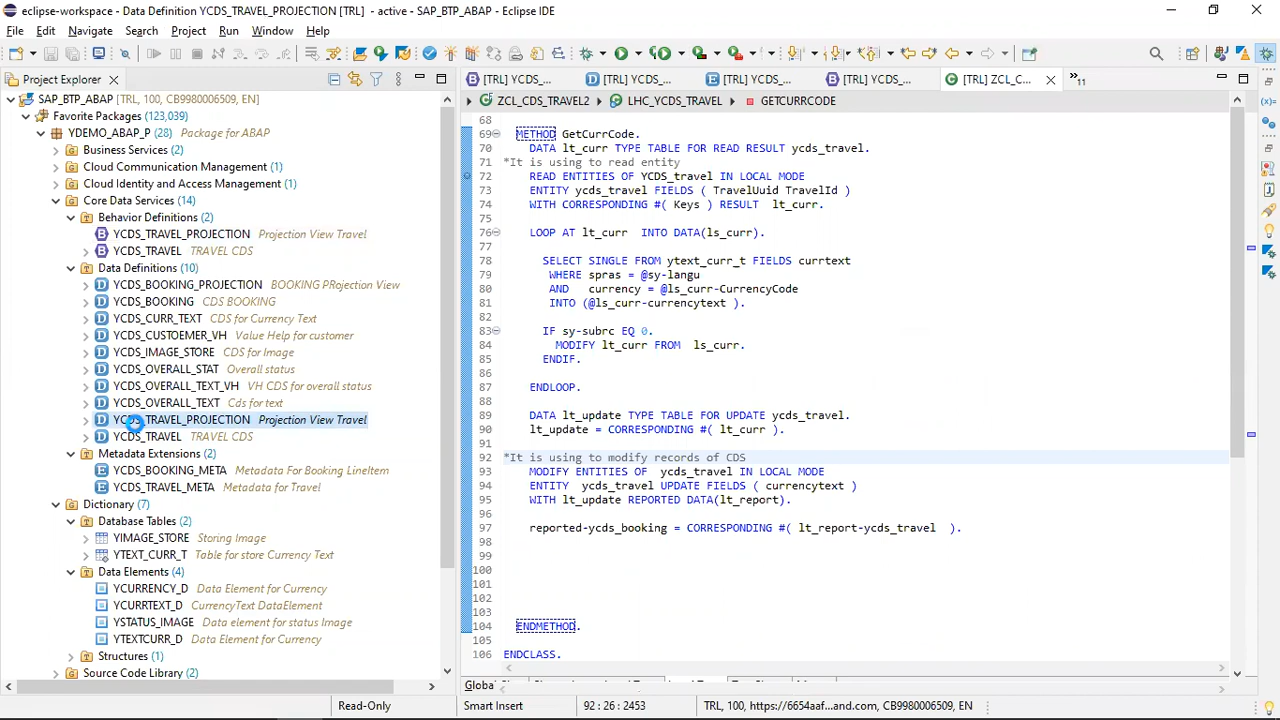 eclipse-workspace - Data Definition YCDS_TRAVEL_PROJECTION [TRL] - active - SAP_BTP_ABAP - Eclipse IDE
File Edit Navigate Search Project Run Window Help
Project Explorer
[TRL] YCDS_... [TRL] YCDS_... [TRL] YCDS_... [TRL] YCDS_... [TRL] ZCL_C... 11
SAP_BTP_ABAP [TRL, 100, CB9980006509, EN]
Favorite Packages (123,039)
YDEMO_ABAP_P (28) Package for ABAP
Business Services (2)
Cloud Communication Management (1)
Cloud Identity and Access Management (1)
Core Data Services (14)
Behavior Definitions (2)
YCDS_TRAVEL_PROJECTION Projection View Travel
YCDS_TRAVEL TRAVEL CDS
Data Definitions (10)
YCDS_BOOKING_PROJECTION BOOKING PRojection View
YCDS_BOOKING CDS BOOKING
YCDS_CURR_TEXT CDS for Currency Text
YCDS_CUSTOEMER_VH Value Help for customer
YCDS_IMAGE_STORE CDS for Image
YCDS_OVERALL_STAT Overall status
YCDS_OVERALL_TEXT_VH VH CDS for overall status
YCDS_OVERALL_TEXT Cds for text
YCDS_TRAVEL_PROJECTION Projection View Travel
YCDS_TRAVEL TRAVEL CDS
Metadata Extensions (2)
YCDS_BOOKING_META Metadata For Booking LineItem
YCDS_TRAVEL_META Metadata for Travel
Dictionary (7)
Database Tables (2)
YIMAGE_STORE Storing Image
YTEXT_CURR_T Table for store Currency Text
Data Elements (4)
YCURRENCY_D Data Element for Currency
YCURRTEXT_D CurrencyText DataElement
YSTATUS_IMAGE Data element for status Image
YTEXTCURR_D Data Element for Currency
Structures (1)
Source Code Library (2)
ZCL_CDS_TRAVEL2 LHC_YCDS_TRAVEL GETCURRCODE
68
69 METHOD GetCurrCode.
70 DATA lt_curr TYPE TABLE FOR READ RESULT ycds_travel.
71 *It is using to read entity
72 READ ENTITIES OF YCDS_travel IN LOCAL MODE
73 ENTITY ycds_travel FIELDS ( TravelUuid TravelId )
74 WITH CORRESPONDING #( Keys ) RESULT lt_curr.
75
76 LOOP AT lt_curr INTO DATA(ls_curr).
77
78 SELECT SINGLE FROM ytext_curr_t FIELDS currtext
79 WHERE spras = @sy-langu
80 AND currency = @ls_curr-CurrencyCode
81 INTO (@ls_curr-currencytext ).
82
83 IF sy-subrc EQ 0.
84 MODIFY lt_curr FROM ls_curr.
85 ENDIF.
86
87 ENDLOOP.
88
89 DATA lt_update TYPE TABLE FOR UPDATE ycds_travel.
90 lt_update = CORRESPONDING #( lt_curr ).
91
92 *It is using to modify records of CDS
93 MODIFY ENTITIES OF ycds_travel IN LOCAL MODE
94 ENTITY ycds_travel UPDATE FIELDS ( currencytext )
95 WITH lt_update REPORTED DATA(lt_report).
96
97 reported-ycds_booking = CORRESPONDING #( lt_report-ycds_travel ).
98
99
100
101
102
103
104 ENDMETHOD.
105
106 ENDCLASS.
Global
Read-Only Smart Insert 92 : 26 : 2453 TRL, 100, https://6654aaf...and.com, CB9980006509, EN